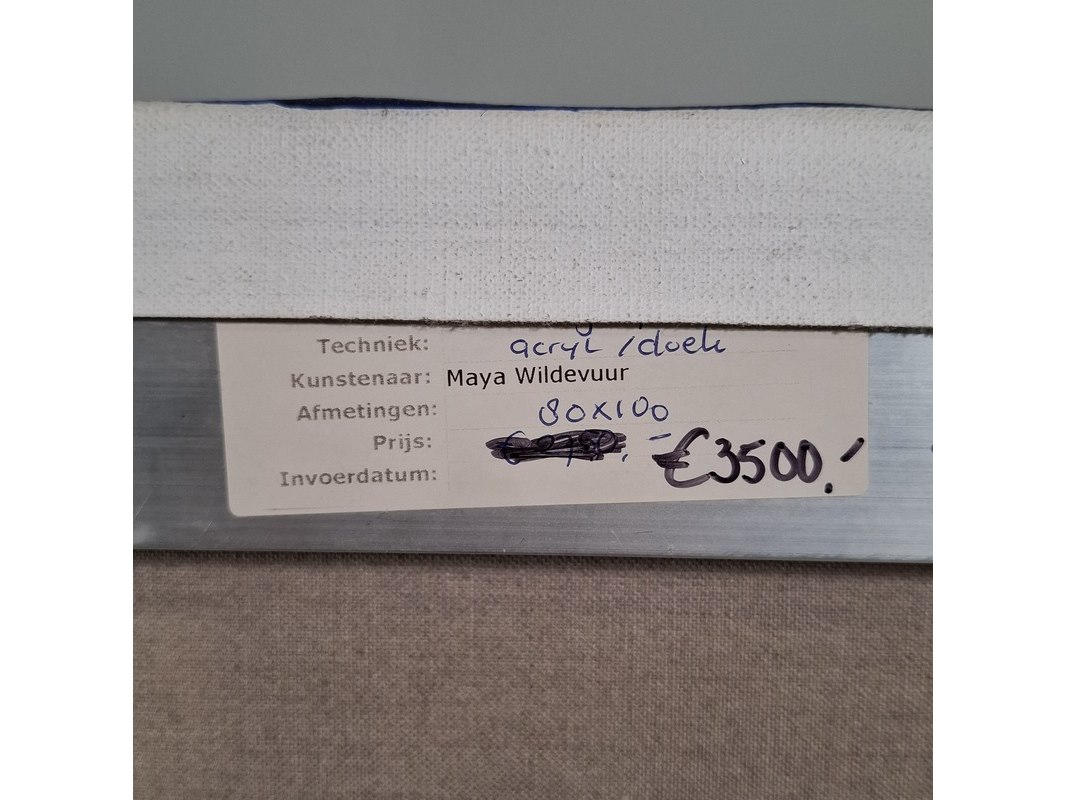 Techniek: acryl / doek
Kunstenaar: Maya Wildevuur
Afmetingen: 80x100
Prijs: €3500,-
Invoerdatum: